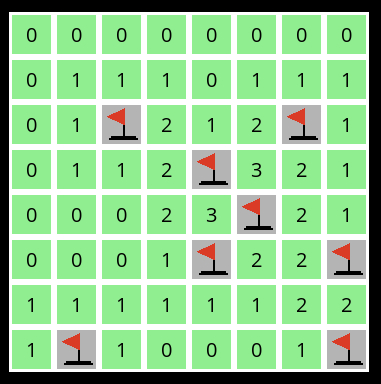 0 0 0 0 0 0 0 0
0 1 1 1 0 1 1 1
0 1 2 1 2 1
0 1 1 2 3 2 1
0 0 0 2 3 2 1
0 0 0 1 2 2
1 1 1 1 1 1 2 2
1 1 0 0 0 1